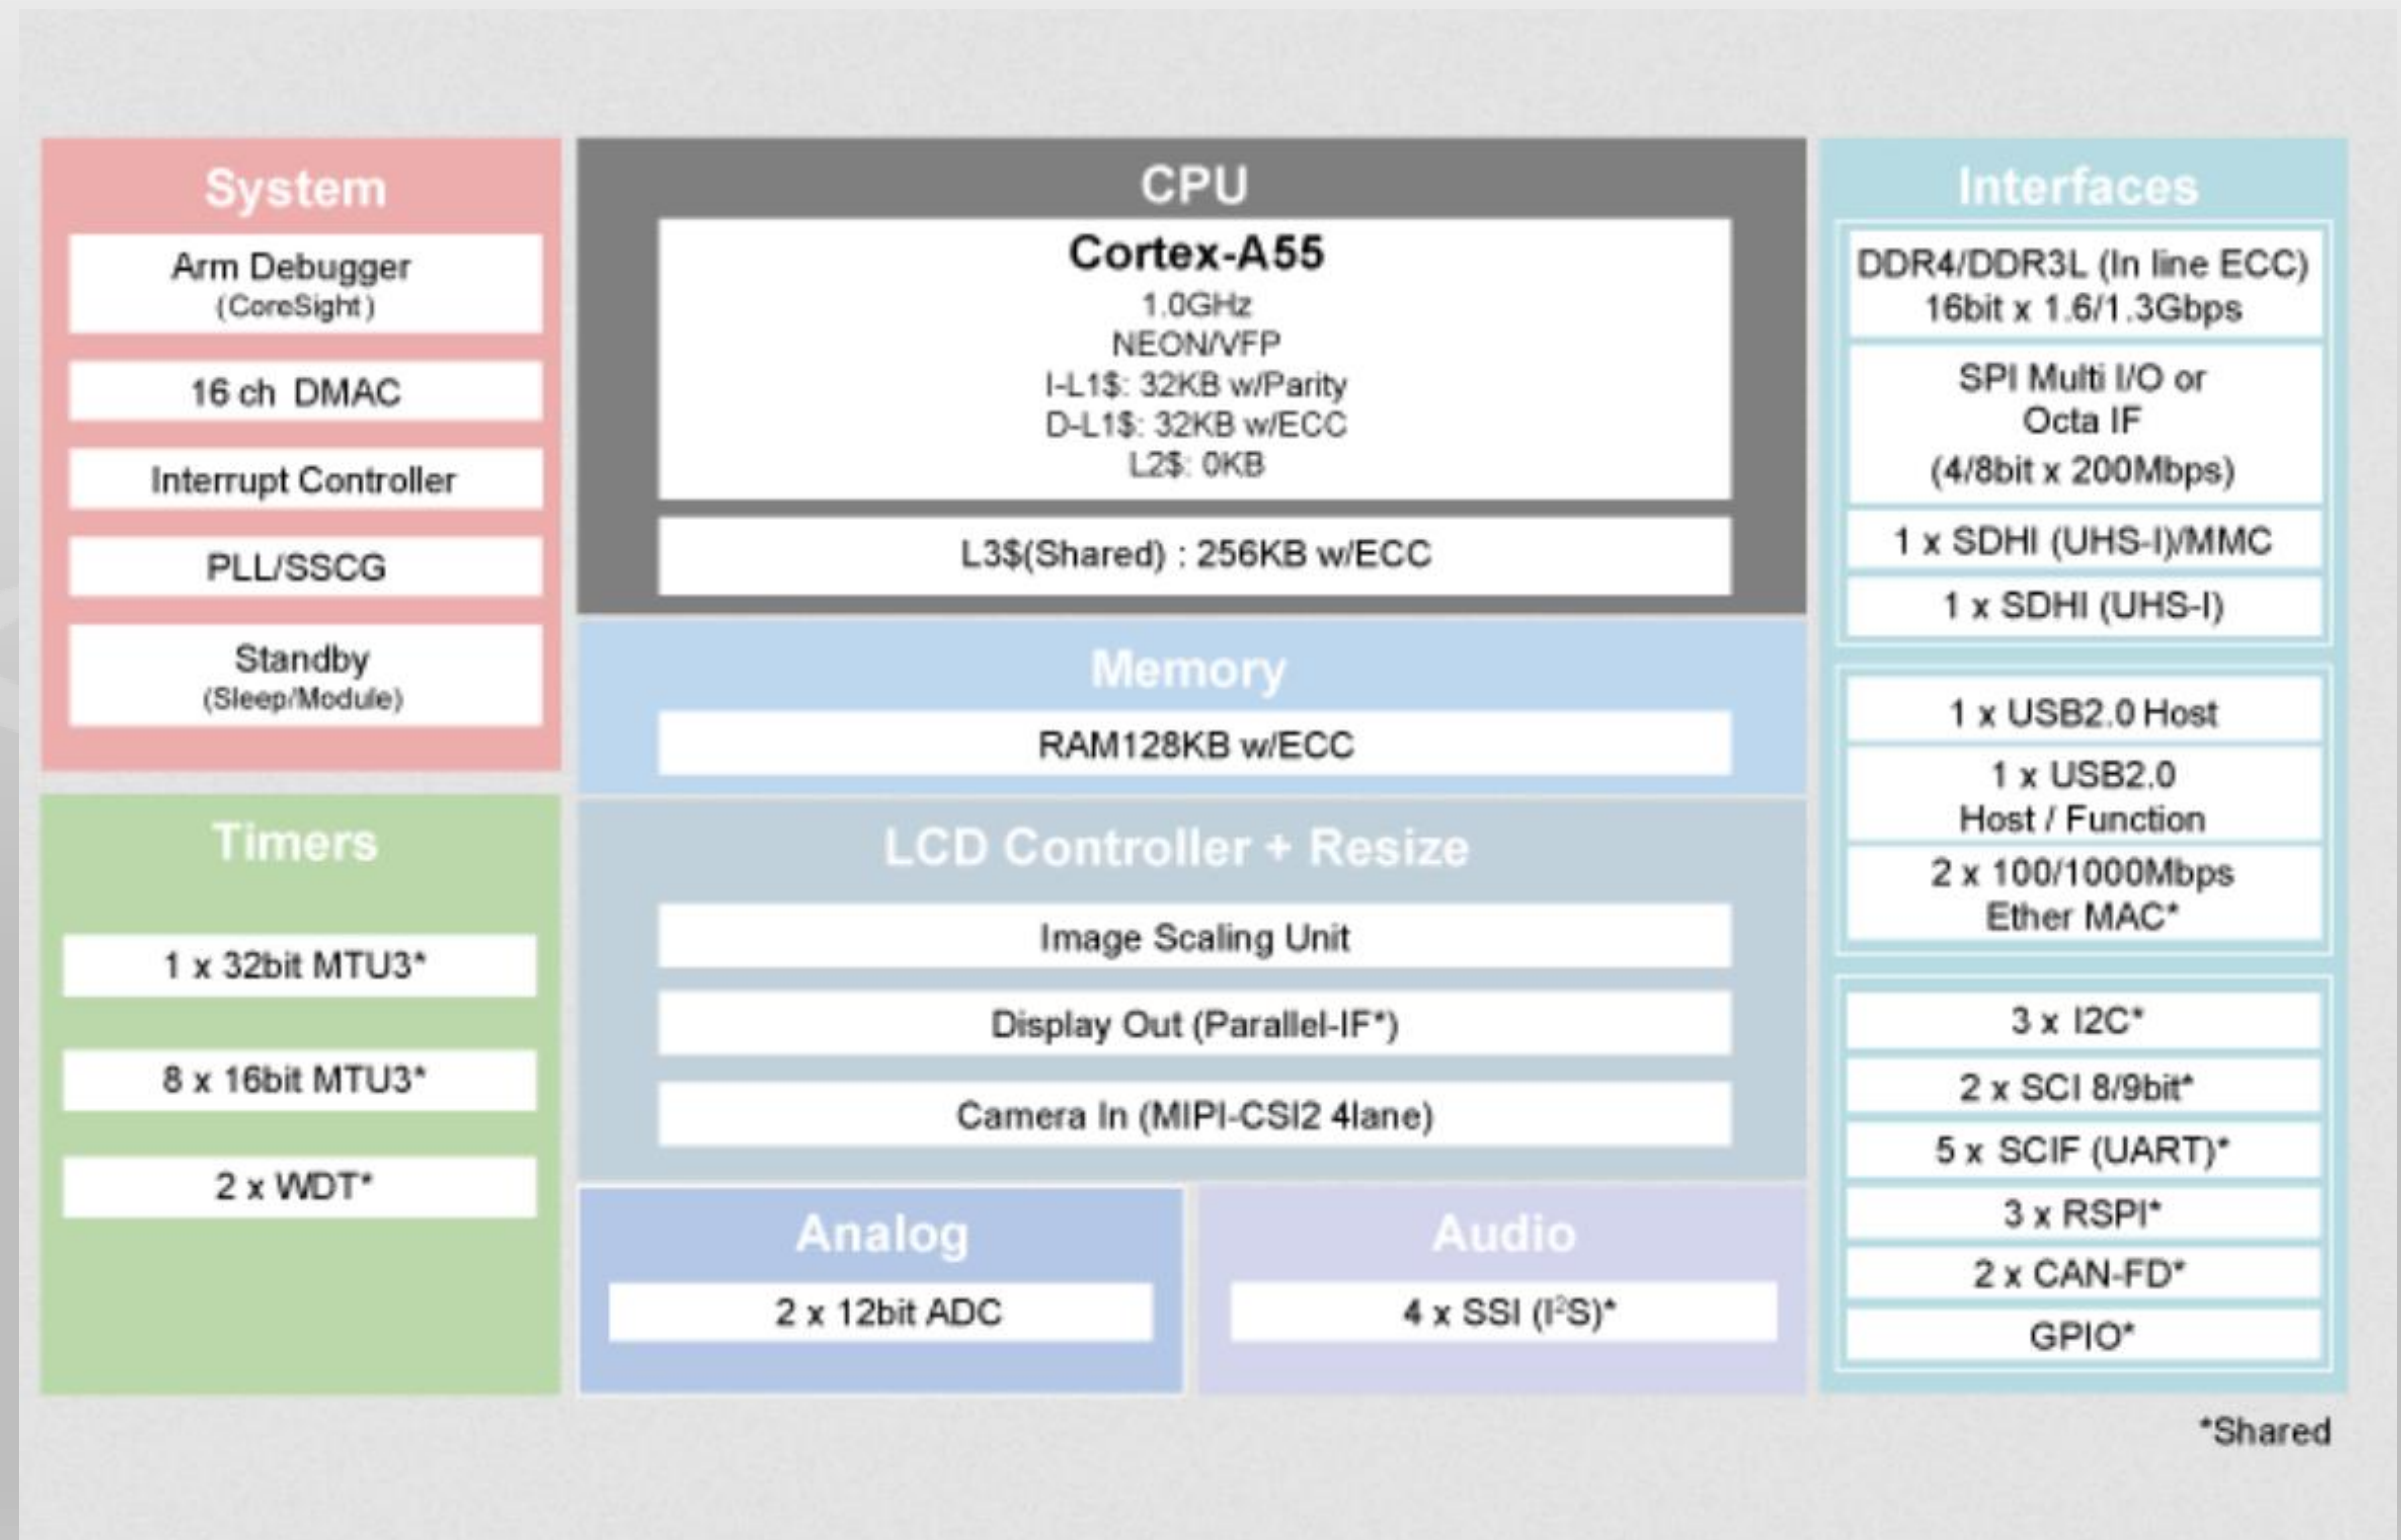 System
Arm Debugger
(CoreSight)
16 ch DMAC
Interrupt Controller
PLL/SSCG
Standby
(Sleep/Module)
Timers
1 x 32bit MTU3*
8 x 16bit MTU3*
2 x WDT*
CPU
Cortex-A55
1.0GHz
NEON/VFP
I-L1$: 32KB w/Parity
D-L1$: 32KB w/ECC
L2$: 0KB
L3$(Shared) : 256KB w/ECC
Memory
RAM128KB w/ECC
LCD Controller + Resize
Image Scaling Unit
Display Out (Parallel-IF*)
Camera In (MIPI-CSI2 4lane)
Analog
2 x 12bit ADC
Audio
4 x SSI (I²S)*
Interfaces
DDR4/DDR3L (In line ECC)
16bit x 1.6/1.3Gbps
SPI Multi I/O or
Octa IF
(4/8bit x 200Mbps)
1 x SDHI (UHS-I)/MMC
1 x SDHI (UHS-I)
1 x USB2.0 Host
1 x USB2.0
Host / Function
2 x 100/1000Mbps
Ether MAC*
3 x I2C*
2 x SCI 8/9bit*
5 x SCIF (UART)*
3 x RSPI*
2 x CAN-FD*
GPIO*
*Shared